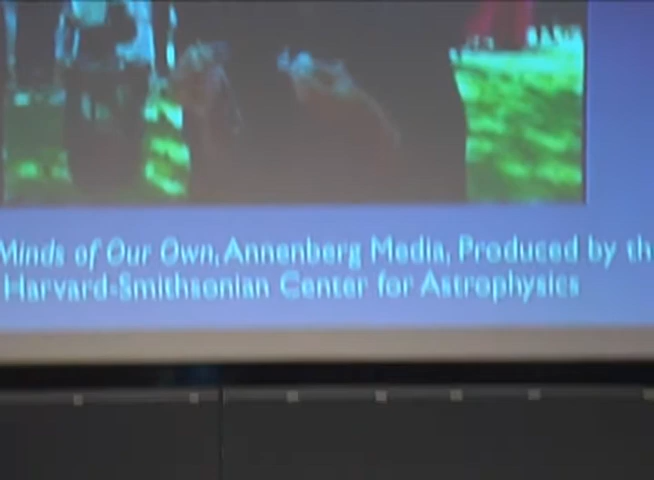 Minds of Our Own, Annenberg Media, Produced by th
Harvard-Smithsonian Center for Astrophysics